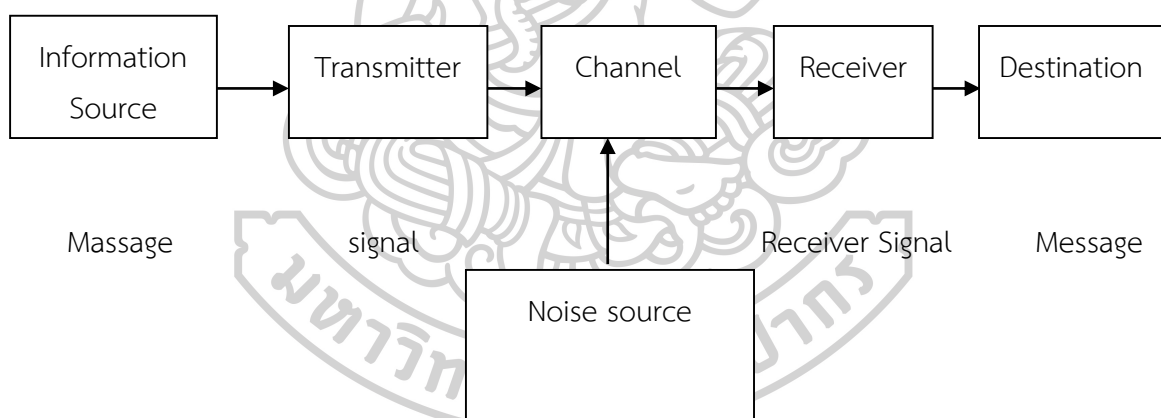 Information
Source
Transmitter
Channel
Receiver
Destination
Massage
signal
Receiver Signal
Message
Noise source